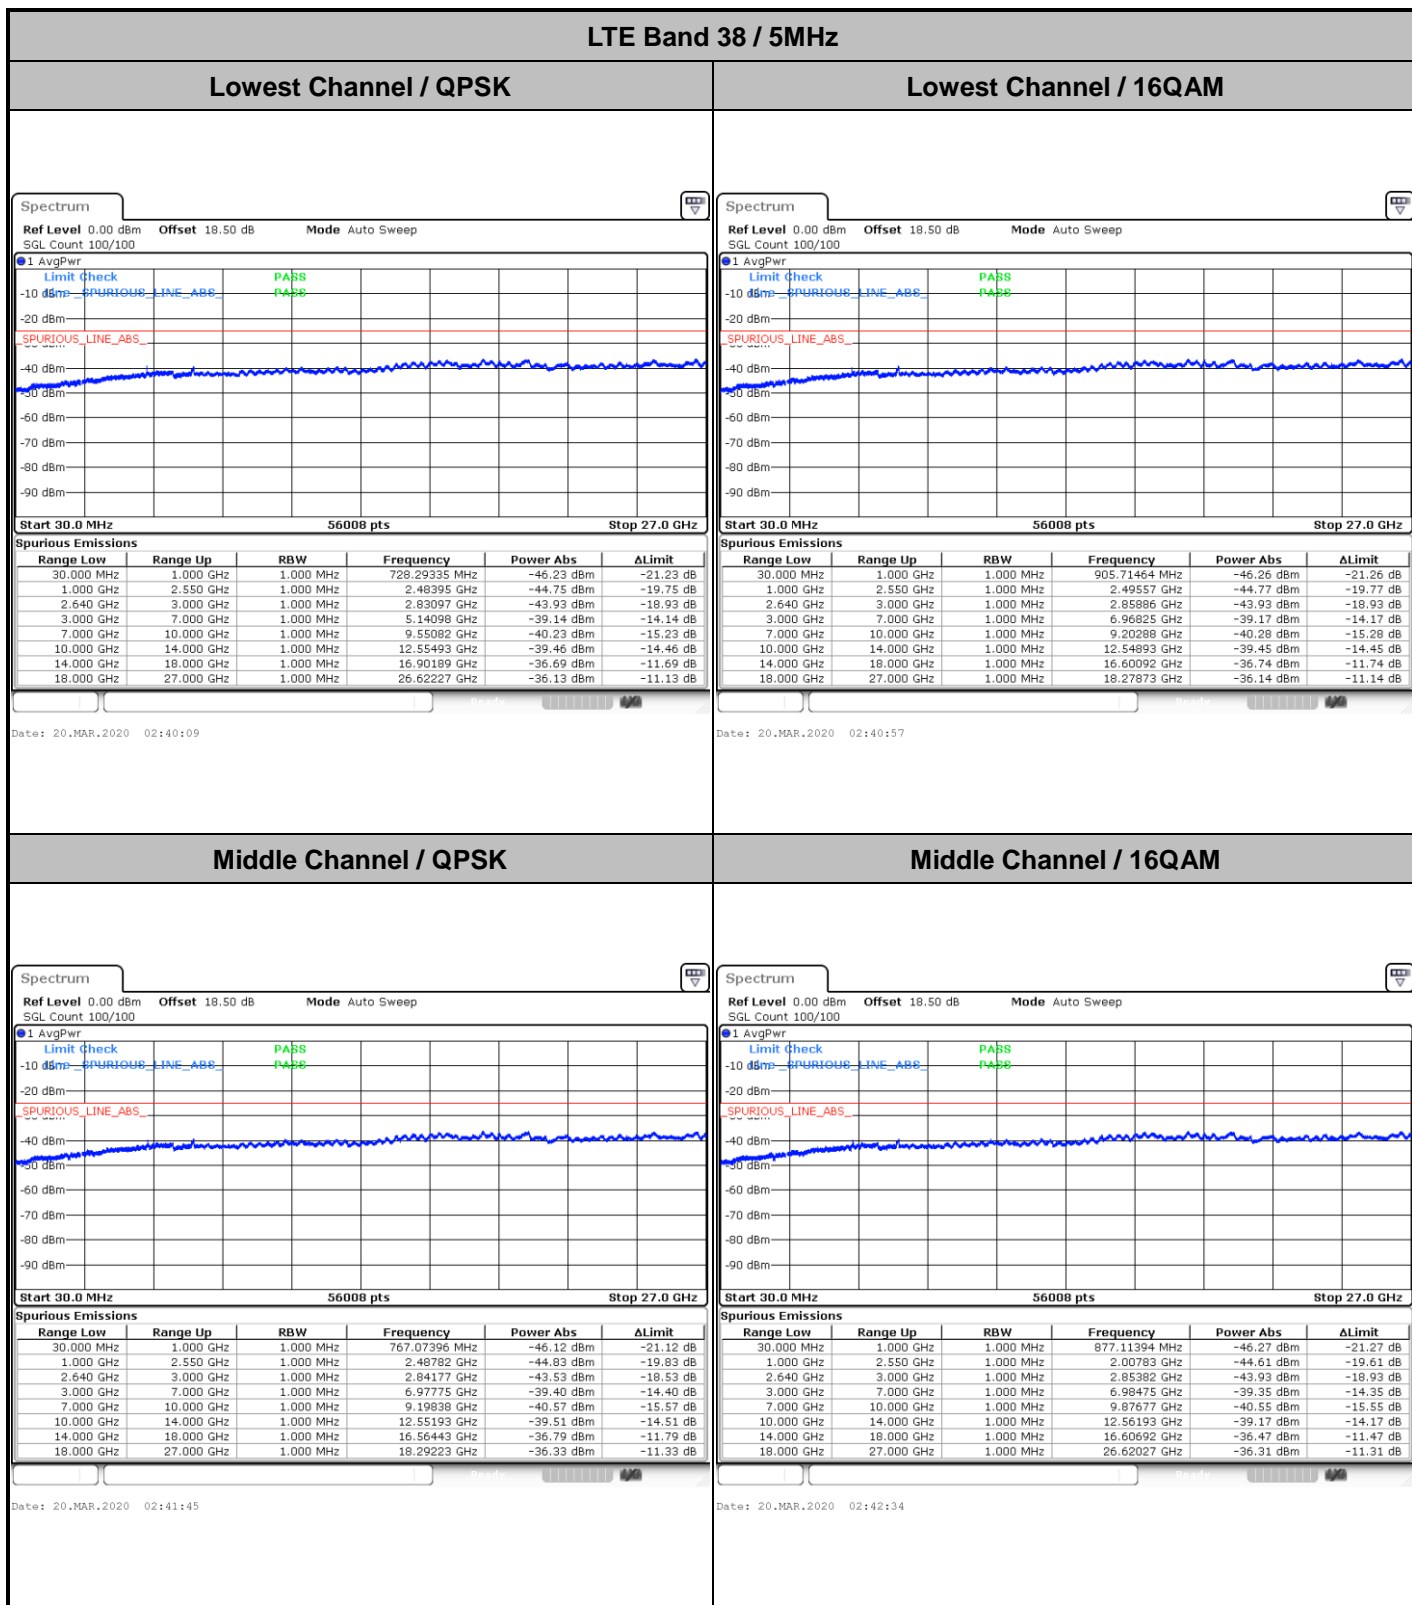 LTE Band 38 / 5MHz
Lowest Channel / QPSK
Lowest Channel / 16QAM
Spectrum
Ref Level 0.00 dBm Offset 18.50 dB Mode Auto Sweep
SGL Count 100/100
1 AvgPwr
Limit Check PASS
Line _SPURIOUS_LINE_ABS_ PASS
-10 dBm
-20 dBm
_SPURIOUS_LINE_ABS_
-40 dBm
-50 dBm
-60 dBm
-70 dBm
-80 dBm
-90 dBm
Start 30.0 MHz 56008 pts Stop 27.0 GHz
Spurious Emissions
Range Low Range Up RBW Frequency Power Abs ΔLimit
30.000 MHz 1.000 GHz 1.000 MHz 728.29335 MHz -46.23 dBm -21.23 dB
1.000 GHz 2.550 GHz 1.000 MHz 2.48395 GHz -44.75 dBm -19.75 dB
2.640 GHz 3.000 GHz 1.000 MHz 2.83097 GHz -43.93 dBm -18.93 dB
3.000 GHz 7.000 GHz 1.000 MHz 5.14098 GHz -39.14 dBm -14.14 dB
7.000 GHz 10.000 GHz 1.000 MHz 9.55082 GHz -40.23 dBm -15.23 dB
10.000 GHz 14.000 GHz 1.000 MHz 12.55493 GHz -39.46 dBm -14.46 dB
14.000 GHz 18.000 GHz 1.000 MHz 16.90189 GHz -36.69 dBm -11.69 dB
18.000 GHz 27.000 GHz 1.000 MHz 26.62227 GHz -36.13 dBm -11.13 dB
Ready
Date: 20.MAR.2020 02:40:09
Spectrum
Ref Level 0.00 dBm Offset 18.50 dB Mode Auto Sweep
SGL Count 100/100
1 AvgPwr
Limit Check PASS
Line _SPURIOUS_LINE_ABS_ PASS
-10 dBm
-20 dBm
_SPURIOUS_LINE_ABS_
-40 dBm
-50 dBm
-60 dBm
-70 dBm
-80 dBm
-90 dBm
Start 30.0 MHz 56008 pts Stop 27.0 GHz
Spurious Emissions
Range Low Range Up RBW Frequency Power Abs ΔLimit
30.000 MHz 1.000 GHz 1.000 MHz 905.71464 MHz -46.26 dBm -21.26 dB
1.000 GHz 2.550 GHz 1.000 MHz 2.49557 GHz -44.77 dBm -19.77 dB
2.640 GHz 3.000 GHz 1.000 MHz 2.85886 GHz -43.93 dBm -18.93 dB
3.000 GHz 7.000 GHz 1.000 MHz 6.96825 GHz -39.17 dBm -14.17 dB
7.000 GHz 10.000 GHz 1.000 MHz 9.20288 GHz -40.28 dBm -15.28 dB
10.000 GHz 14.000 GHz 1.000 MHz 12.54893 GHz -39.45 dBm -14.45 dB
14.000 GHz 18.000 GHz 1.000 MHz 16.60092 GHz -36.74 dBm -11.74 dB
18.000 GHz 27.000 GHz 1.000 MHz 18.27873 GHz -36.14 dBm -11.14 dB
Ready
Date: 20.MAR.2020 02:40:57
Middle Channel / QPSK
Middle Channel / 16QAM
Spectrum
Ref Level 0.00 dBm Offset 18.50 dB Mode Auto Sweep
SGL Count 100/100
1 AvgPwr
Limit Check PASS
Line _SPURIOUS_LINE_ABS_ PASS
-10 dBm
-20 dBm
_SPURIOUS_LINE_ABS_
-40 dBm
-50 dBm
-60 dBm
-70 dBm
-80 dBm
-90 dBm
Start 30.0 MHz 56008 pts Stop 27.0 GHz
Spurious Emissions
Range Low Range Up RBW Frequency Power Abs ΔLimit
30.000 MHz 1.000 GHz 1.000 MHz 767.07396 MHz -46.12 dBm -21.12 dB
1.000 GHz 2.550 GHz 1.000 MHz 2.48782 GHz -44.83 dBm -19.83 dB
2.640 GHz 3.000 GHz 1.000 MHz 2.84177 GHz -43.53 dBm -18.53 dB
3.000 GHz 7.000 GHz 1.000 MHz 6.97775 GHz -39.40 dBm -14.40 dB
7.000 GHz 10.000 GHz 1.000 MHz 9.19838 GHz -40.57 dBm -15.57 dB
10.000 GHz 14.000 GHz 1.000 MHz 12.55193 GHz -39.51 dBm -14.51 dB
14.000 GHz 18.000 GHz 1.000 MHz 16.56443 GHz -36.79 dBm -11.79 dB
18.000 GHz 27.000 GHz 1.000 MHz 18.29223 GHz -36.33 dBm -11.33 dB
Ready
Date: 20.MAR.2020 02:41:45
Spectrum
Ref Level 0.00 dBm Offset 18.50 dB Mode Auto Sweep
SGL Count 100/100
1 AvgPwr
Limit Check PASS
Line _SPURIOUS_LINE_ABS_ PASS
-10 dBm
-20 dBm
_SPURIOUS_LINE_ABS_
-40 dBm
-50 dBm
-60 dBm
-70 dBm
-80 dBm
-90 dBm
Start 30.0 MHz 56008 pts Stop 27.0 GHz
Spurious Emissions
Range Low Range Up RBW Frequency Power Abs ΔLimit
30.000 MHz 1.000 GHz 1.000 MHz 877.11394 MHz -46.27 dBm -21.27 dB
1.000 GHz 2.550 GHz 1.000 MHz 2.00783 GHz -44.61 dBm -19.61 dB
2.640 GHz 3.000 GHz 1.000 MHz 2.85382 GHz -43.93 dBm -18.93 dB
3.000 GHz 7.000 GHz 1.000 MHz 6.98475 GHz -39.35 dBm -14.35 dB
7.000 GHz 10.000 GHz 1.000 MHz 9.87677 GHz -40.55 dBm -15.55 dB
10.000 GHz 14.000 GHz 1.000 MHz 12.56193 GHz -39.17 dBm -14.17 dB
14.000 GHz 18.000 GHz 1.000 MHz 16.60692 GHz -36.47 dBm -11.47 dB
18.000 GHz 27.000 GHz 1.000 MHz 26.62027 GHz -36.31 dBm -11.31 dB
Ready
Date: 20.MAR.2020 02:42:34